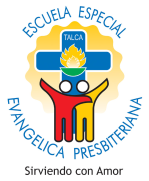 ESCUELA ESPECIAL
TALCA
EVANGELICA PRESBITERIANA
Sirviendo con Amor